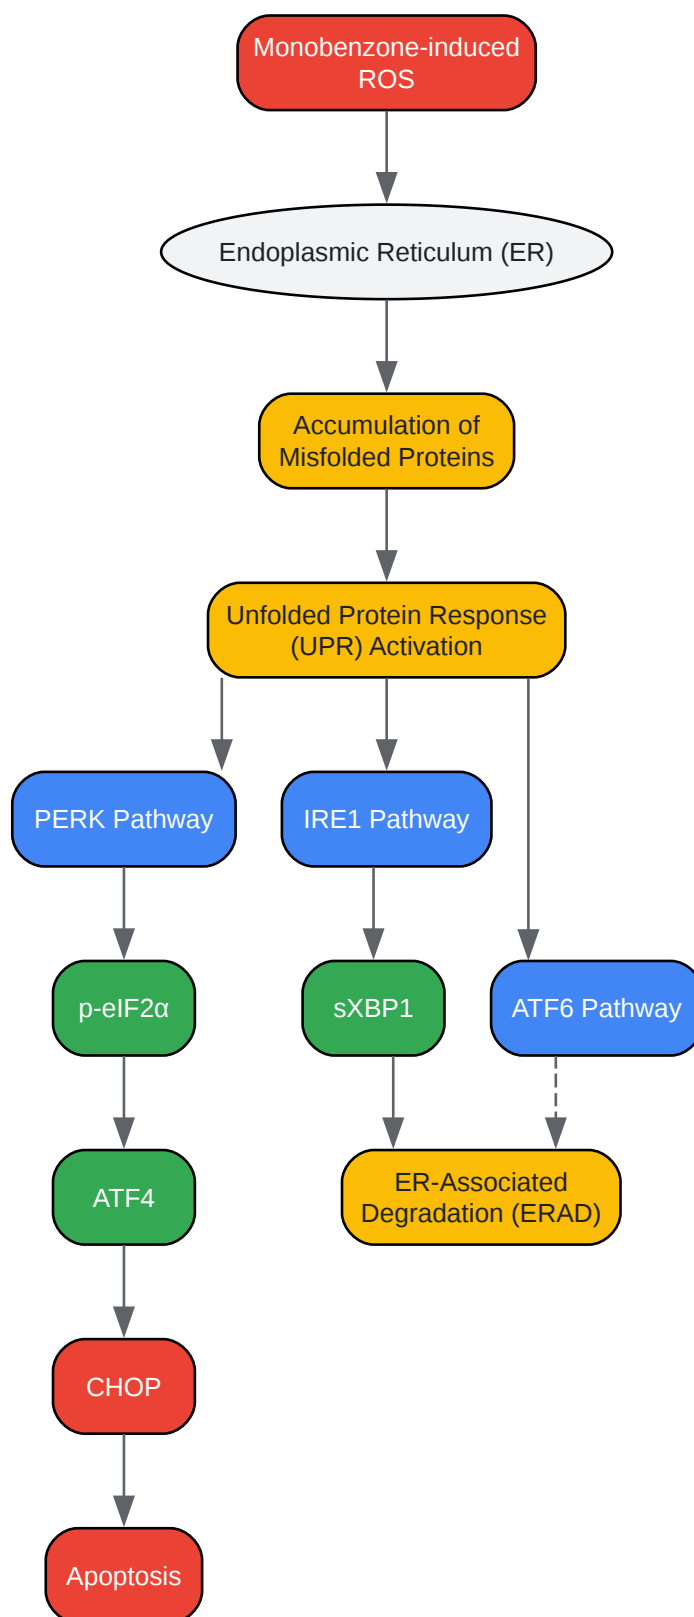 Monobenzone-induced
ROS
Endoplasmic Reticulum (ER)
Accumulation of
Misfolded Proteins
Unfolded Protein Response
(UPR) Activation
PERK Pathway
IRE1 Pathway
p-eIF2α
sXBP1
ATF6 Pathway
ATF4
ER-Associated
Degradation (ERAD)
CHOP
Apoptosis